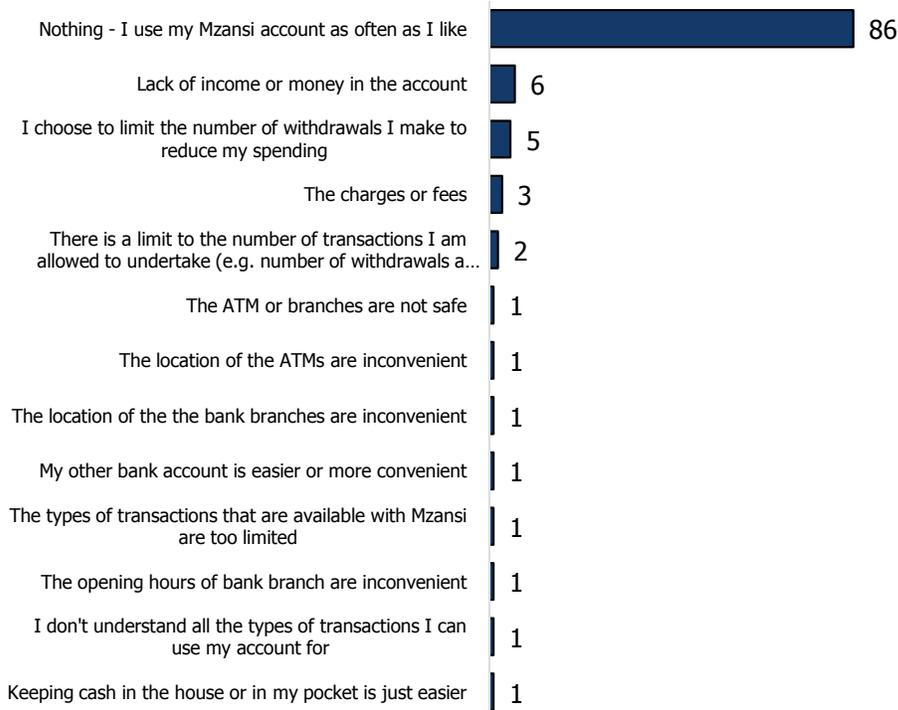 Nothing - I use my Mzansi account as often as I like
86
Lack of income or money in the account
6
I choose to limit the number of withdrawals I make to
reduce my spending
5
The charges or fees
3
There is a limit to the number of transactions I am
allowed to undertake (e.g. number of withdrawals a...
2
The ATM or branches are not safe
1
The location of the ATMs are inconvenient
1
The location of the the bank branches are inconvenient
1
My other bank account is easier or more convenient
1
The types of transactions that are available with Mzansi
are too limited
1
The opening hours of bank branch are inconvenient
1
I don't understand all the types of transactions I can
use my account for
1
Keeping cash in the house or in my pocket is just easier
1